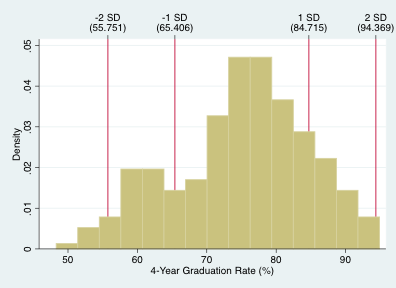 -2 SD
(55.751)
-1 SD
(65.406)
1 SD
(84.715)
2 SD
(94.369)
Density
.05
.04
.03
.02
.01
0
50
60
70
80
90
4-Year Graduation Rate (%)